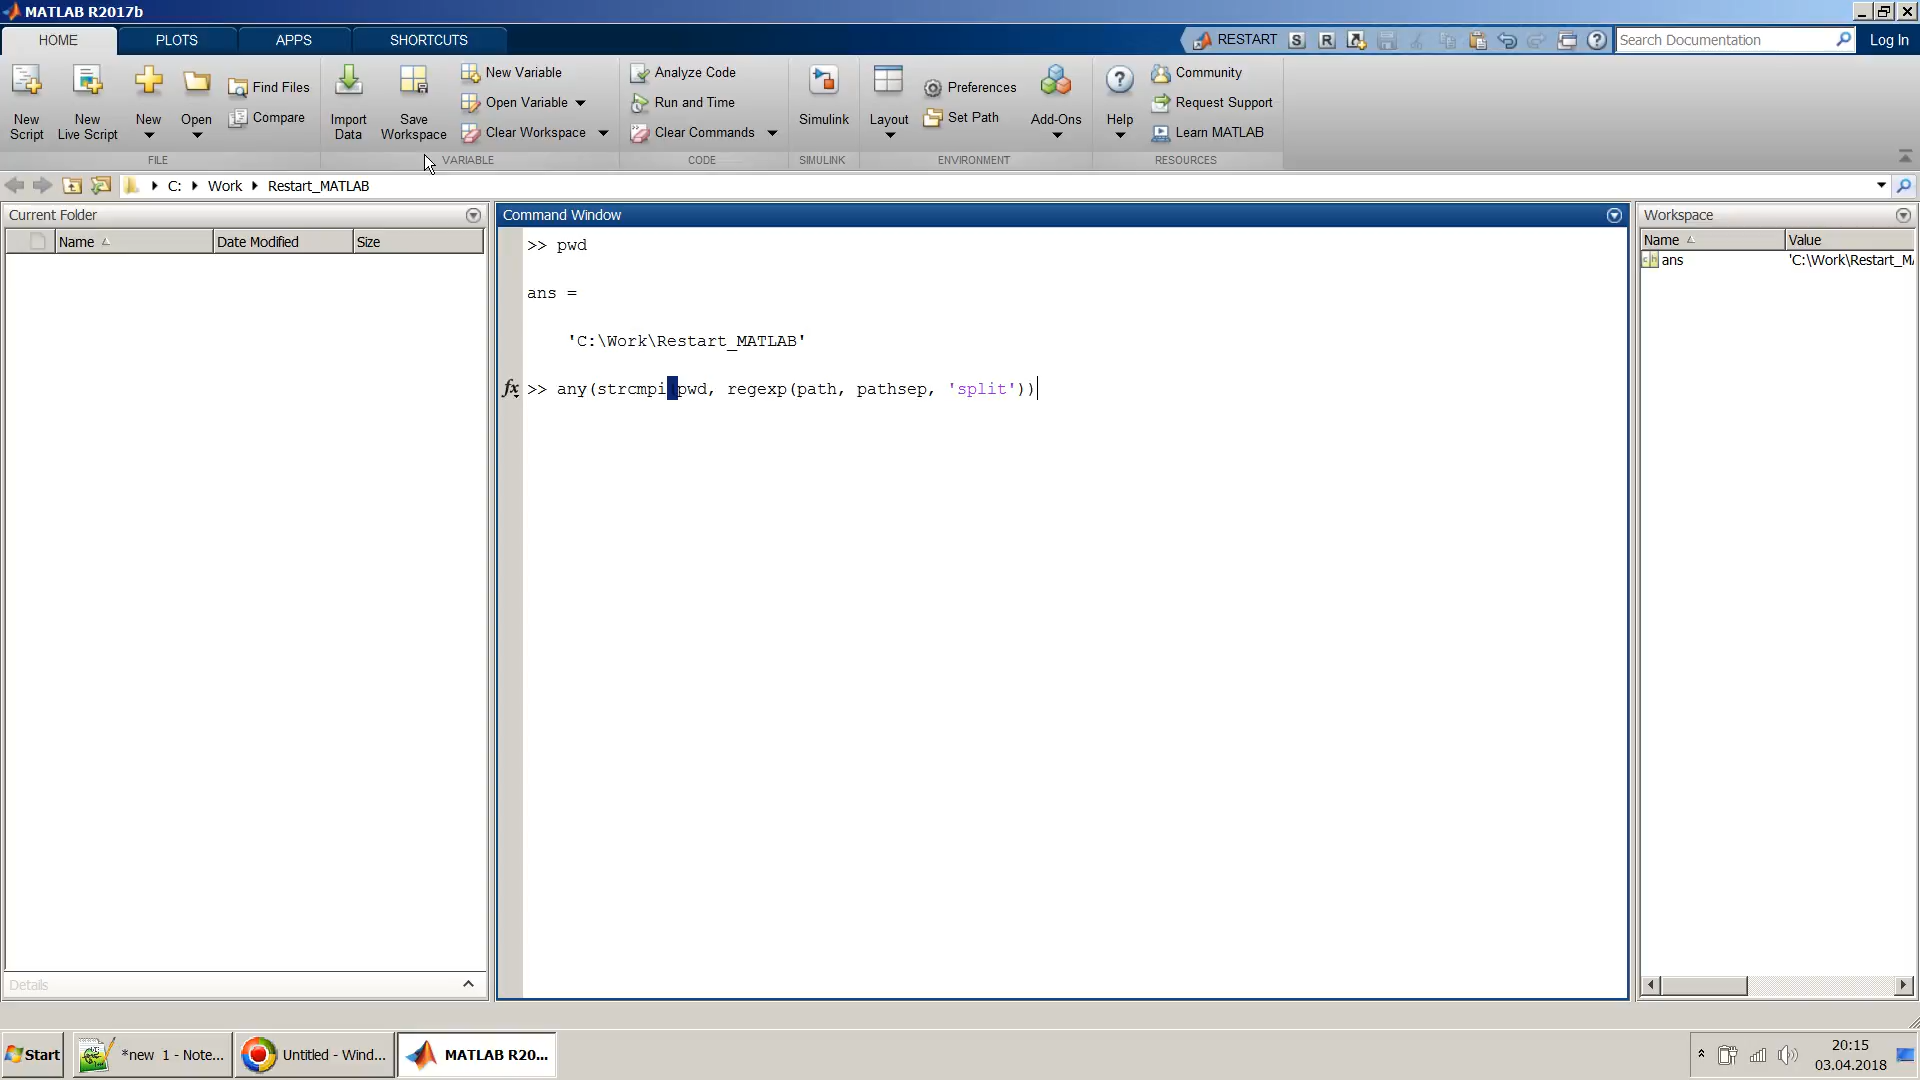 MATLAB R2017b
HOME PLOTS APPS SHORTCUTS RESTART S R Search Documentation Log In
New Script
New Live Script
New
Open
Find Files
Compare
Import Data
Save Workspace
New Variable
Open Variable
Clear Workspace
Analyze Code
Run and Time
Clear Commands
Simulink
Layout
Preferences
Set Path
Add-Ons
Help
Community
Request Support
Learn MATLAB
FILE VARIABLE CODE SIMULINK ENVIRONMENT RESOURCES
C: Work Restart_MATLAB
Current Folder
Name Date Modified Size
Details
Command Window
>> pwd
ans =
'C:\Work\Restart_MATLAB'
fx >> any(strcmpi(pwd, regexp(path, pathsep, 'split'))
Workspace
Name Value
ans 'C:\Work\Restart_MA
Start *new 1 - Note... Untitled - Wind... MATLAB R20...
20:15
03.04.2018